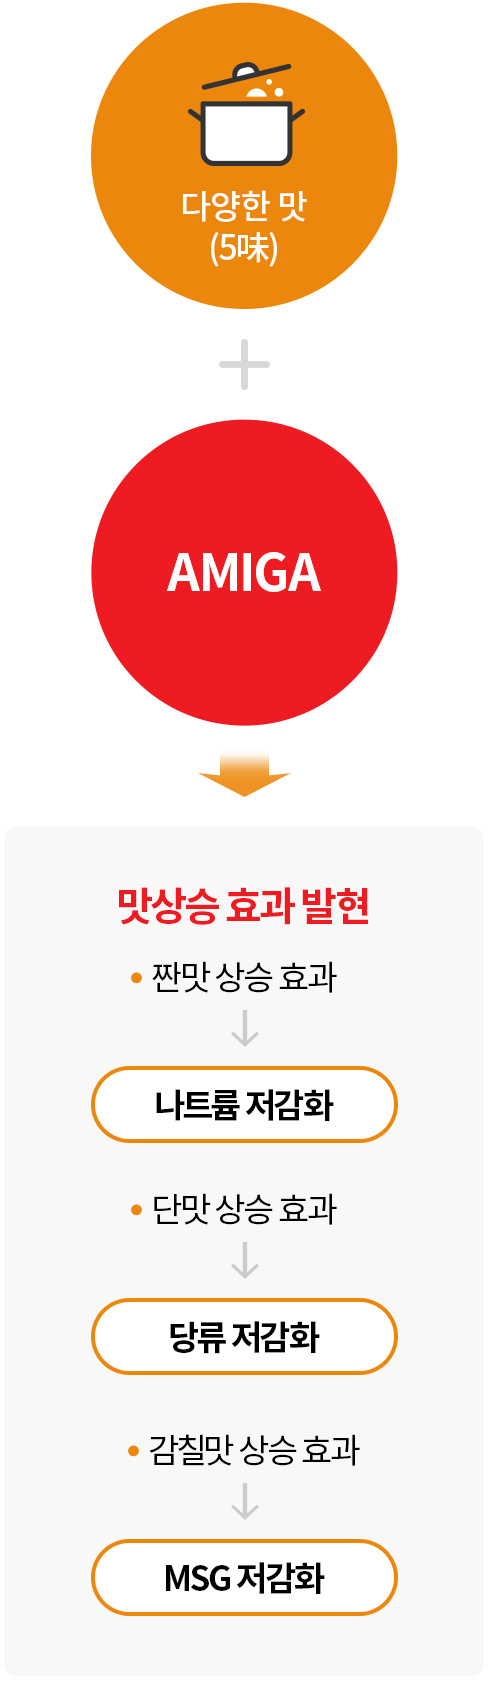 다양한 맛
(5味)
AMIGA
맛상승 효과 발현
• 짠맛 상승 효과
나트륨 저감화
• 단맛 상승 효과
당류 저감화
• 감칠맛 상승 효과
MSG 저감화